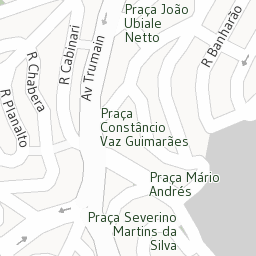 Praça João
Ubiale
Netto
R Banharão
R Cabinari
Av Trumain
R Chabera
R Pianalto
Praça
Constâncio
Vaz Guimarães
Praça Mário
Andrés
Praça Severino
Martins da
Silva